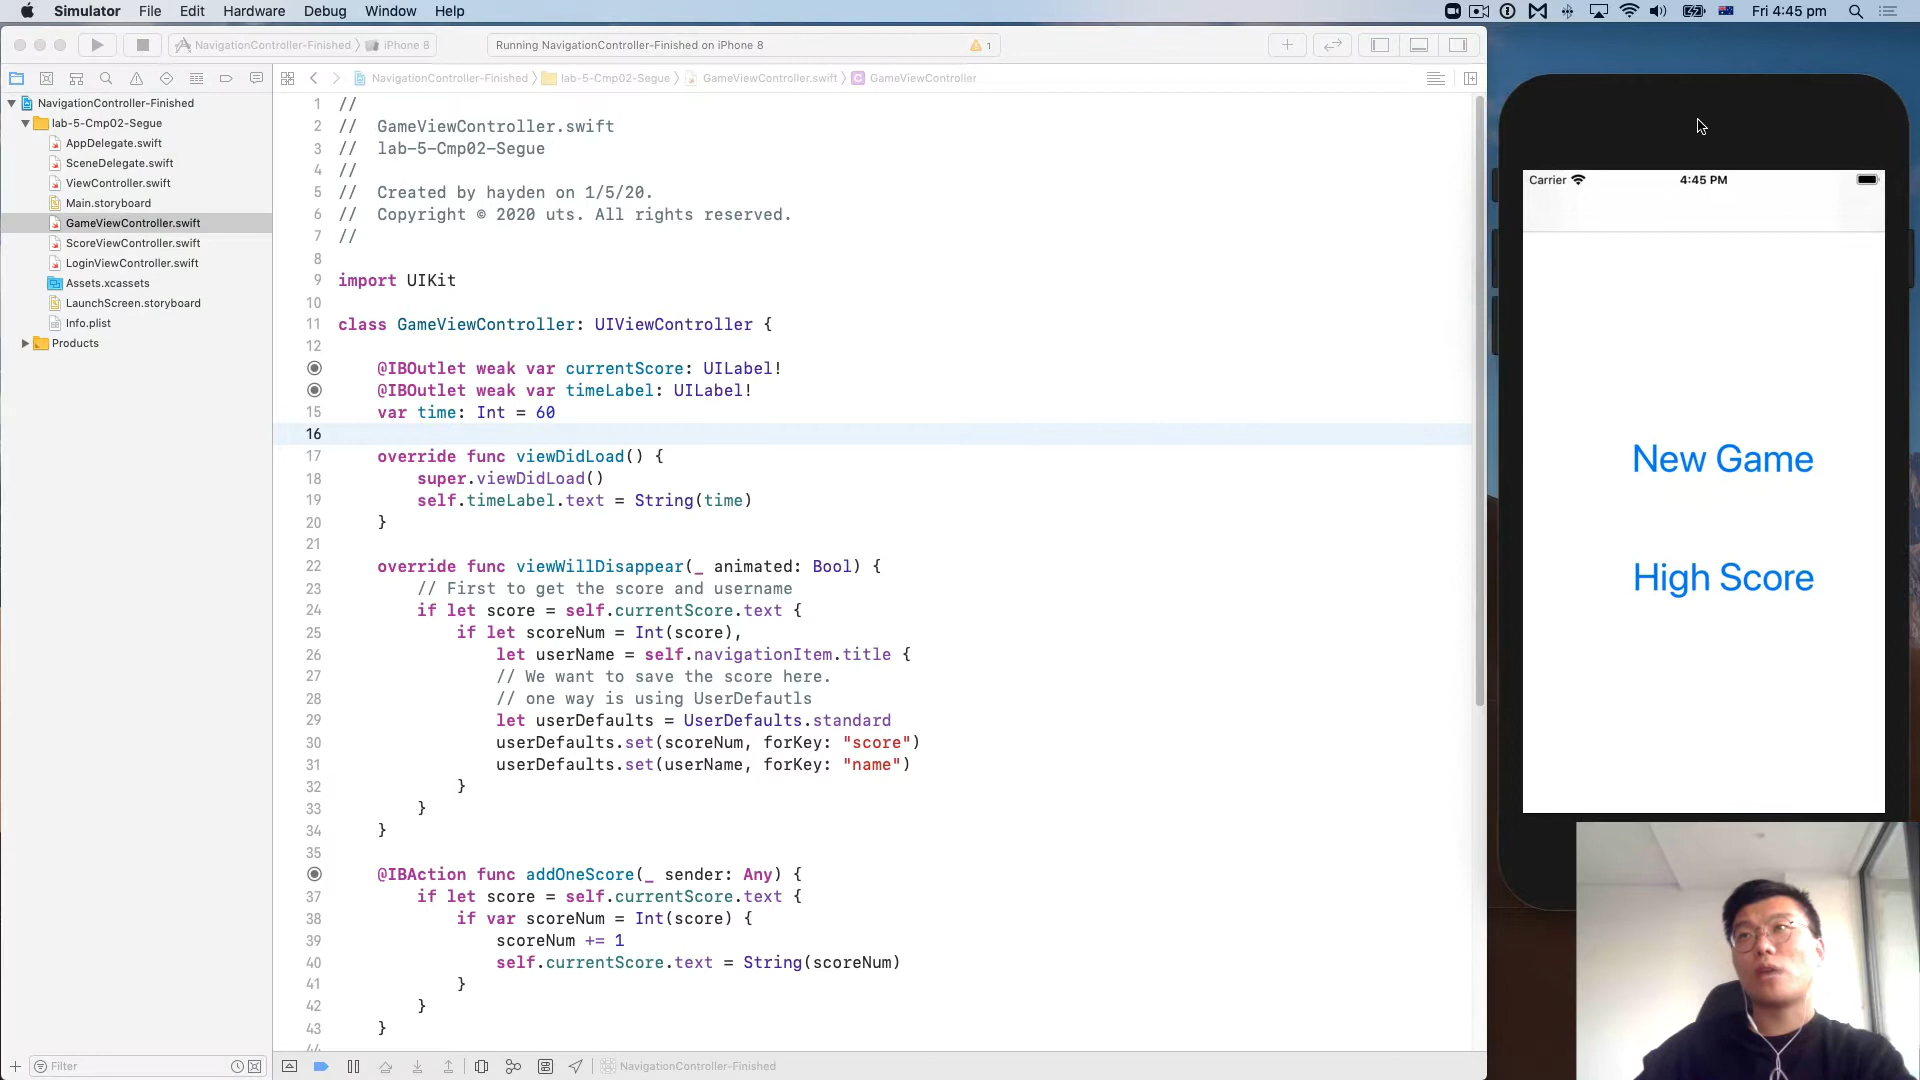 Simulator File Edit Hardware Debug Window Help Fri 4:45 pm
NavigationController-Finished iPhone 8 Running NavigationController-Finished on iPhone 8 1
NavigationController-Finished lab-5-Cmp02-Segue GameViewController.swift GameViewController
NavigationController-Finished
lab-5-Cmp02-Segue
AppDelegate.swift
SceneDelegate.swift
ViewController.swift
Main.storyboard
GameViewController.swift
ScoreViewController.swift
LoginViewController.swift
Assets.xcassets
LaunchScreen.storyboard
Info.plist
Products
Filter
1 //
2 // GameViewController.swift
3 // lab-5-Cmp02-Segue
4 //
5 // Created by hayden on 1/5/20.
6 // Copyright © 2020 uts. All rights reserved.
7 //
8
9 import UIKit
10
11 class GameViewController: UIViewController {
12
@IBOutlet weak var currentScore: UILabel!
@IBOutlet weak var timeLabel: UILabel!
15 var time: Int = 60
16
17 override func viewDidLoad() {
18 super.viewDidLoad()
19 self.timeLabel.text = String(time)
20 }
21
22 override func viewWillDisappear(_ animated: Bool) {
23 // First to get the score and username
24 if let score = self.currentScore.text {
25 if let scoreNum = Int(score),
26 let userName = self.navigationItem.title {
27 // We want to save the score here.
28 // one way is using UserDefautls
29 let userDefaults = UserDefaults.standard
30 userDefaults.set(scoreNum, forKey: "score")
31 userDefaults.set(userName, forKey: "name")
32 }
33 }
34 }
35
@IBAction func addOneScore(_ sender: Any) {
37 if let score = self.currentScore.text {
38 if var scoreNum = Int(score) {
39 scoreNum += 1
40 self.currentScore.text = String(scoreNum)
41 }
42 }
43 }
44
NavigationController-Finished
Carrier 4:45 PM
New Game
High Score